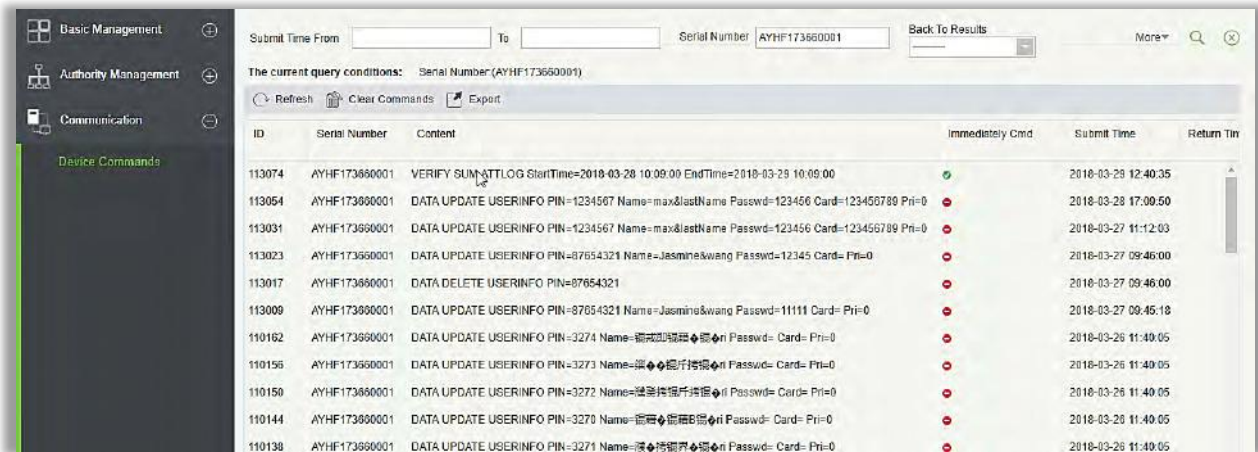 Basic Management
Authority Management
Communication
Device Commands
Submit Time From To Serial Number AYHF173660001 Back To Results -------- More
The current query conditions: Serial Number(AYHF173660001)
Refresh Clear Commands Export
ID Serial Number Content Immediately Cmd Submit Time Return Tim
113074 AYHF173660001 VERIFY SUM ATTLOG StartTime=2018-03-28 10:09:00 EndTime=2018-03-29 10:09:00 2018-03-29 12:40:35
113054 AYHF173660001 DATA UPDATE USERINFO PIN=1234567 Name=max&lastName Passwd=123456 Card=123456789 Pri=0 2018-03-28 17:09:50
113031 AYHF173660001 DATA UPDATE USERINFO PIN=1234567 Name=max&lastName Passwd=123456 Card=123456789 Pri=0 2018-03-27 11:12:03
113023 AYHF173660001 DATA UPDATE USERINFO PIN=87654321 Name=Jasmine&wang Passwd=12345 Card= Pri=0 2018-03-27 09:46:00
113017 AYHF173660001 DATA DELETE USERINFO PIN=87654321 2018-03-27 09:46:00
113009 AYHF173660001 DATA UPDATE USERINFO PIN=87654321 Name=Jasmine&wang Passwd=11111 Card= Pri=0 2018-03-27 09:45:18
110162 AYHF173660001 DATA UPDATE USERINFO PIN=3274 Passwd= Card= Pri=0 2018-03-26 11:40:05
110156 AYHF173660001 DATA UPDATE USERINFO PIN=3273 Passwd= Card= Pri=0 2018-03-26 11:40:05
110150 AYHF173660001 DATA UPDATE USERINFO PIN=3272 Passwd= Card= Pri=0 2018-03-26 11:40:05
110144 AYHF173660001 DATA UPDATE USERINFO PIN=3270 Passwd= Card= Pri=0 2018-03-26 11:40:05
110138 AYHF173660001 DATA UPDATE USERINFO PIN=3271 Passwd= Card= Pri=0 2018-03-26 11:40:05